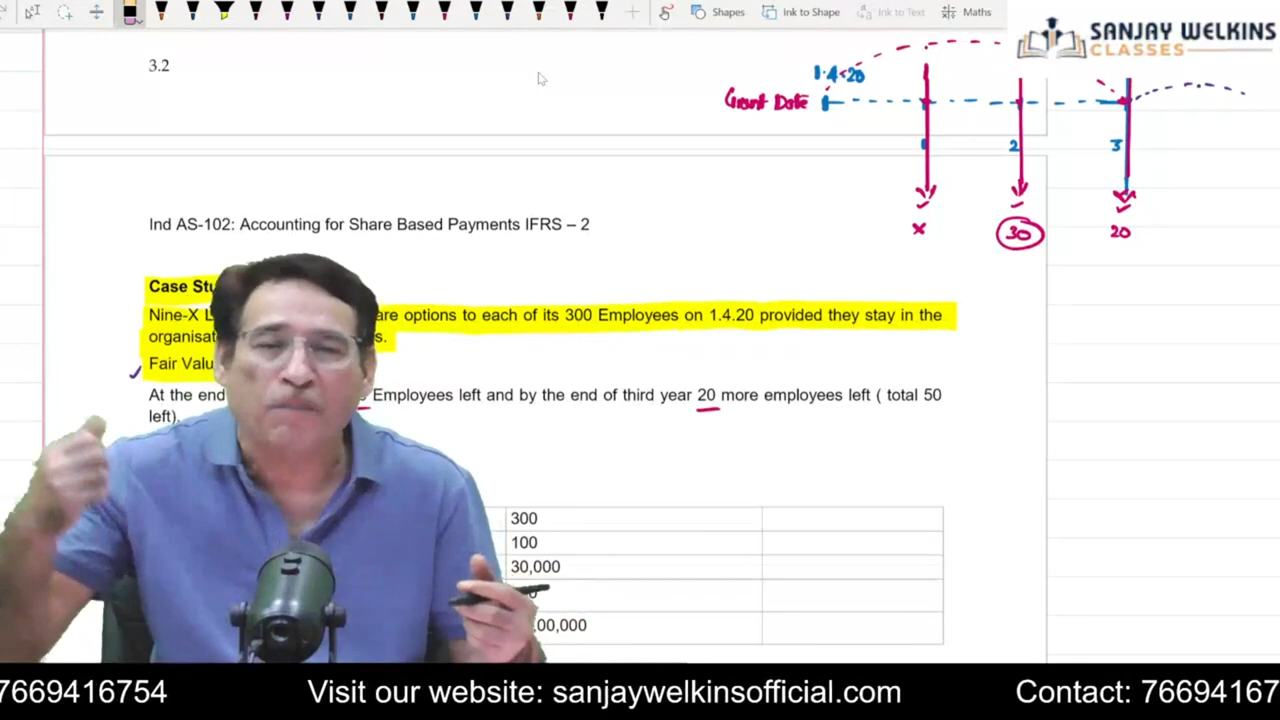 Shapes Ink to Shape Ink to Text Maths
SANJAY WELKINS
CLASSES
3.2
1.4.20
Grant Date
1 2 3
x 30 20
Ind AS-102: Accounting for Share Based Payments IFRS – 2
Case
Nine-X are options to each of its 300 Employees on 1.4.20 provided they stay in the
Fair
At the end Employees left and by the end of third year 20 more employees left ( total 50
left).
300
100
30,000
00,000
7669416754 Visit our website: sanjaywelkinsofficial.com Contact: 76694167